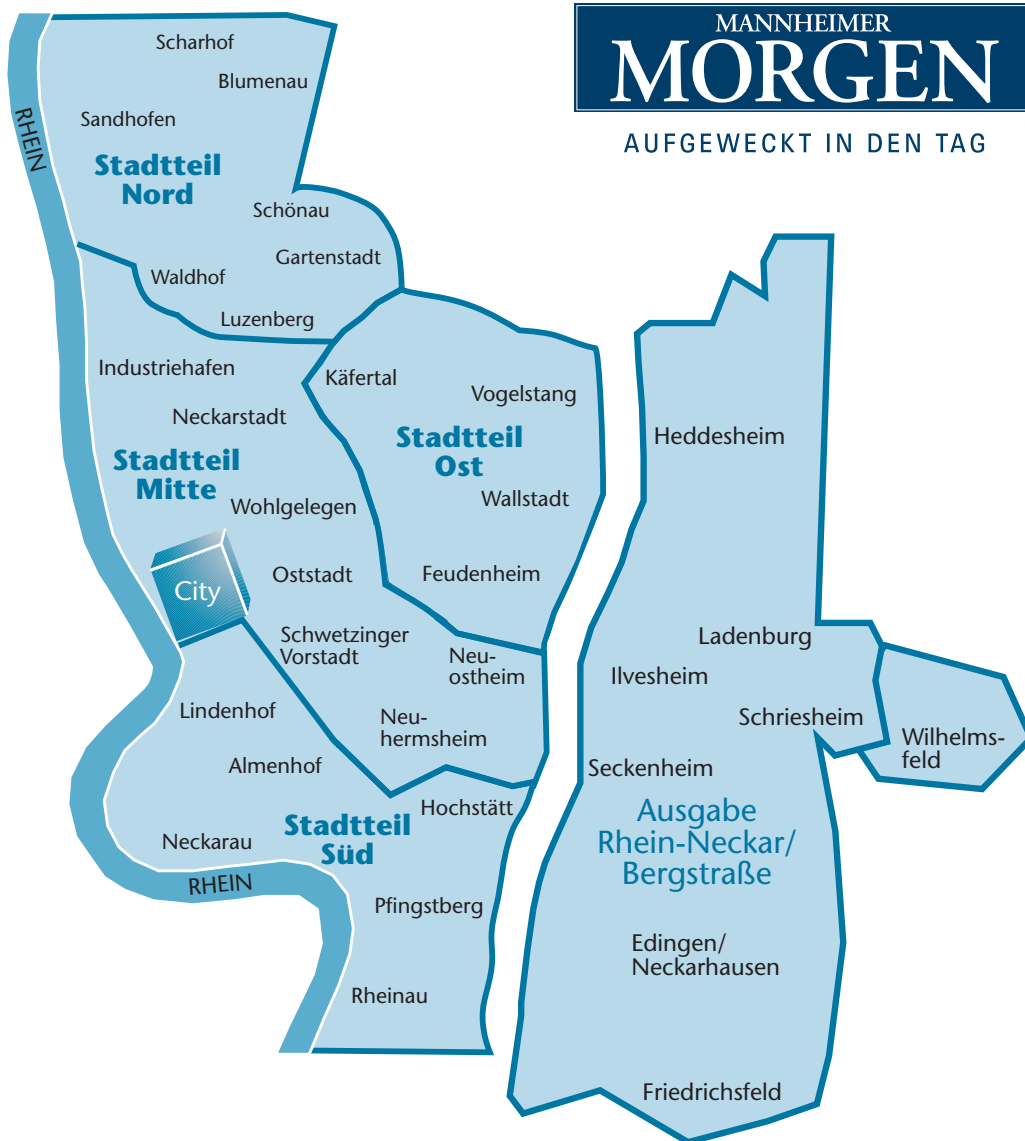 MANNHEIMER
MORGEN
AUFGEWECKT IN DEN TAG
Scharhof
Blumenau
Sandhofen
RHEIN
Stadtteil
Nord
Schönau
Gartenstadt
Waldhof
Luzenberg
Industriehafen
Käfertal
Vogelstang
Neckarstadt
Stadtteil
Ost
Stadtteil
Mitte
Wallstadt
Wohlgelegen
City
Oststadt
Feudenheim
Schwetzinger
Vorstadt
Neu-
ostheim
Lindenhof
Neu-
hermsheim
Almenhof
Hochstätt
Stadtteil
Süd
Neckarau
RHEIN
Pfingstberg
Rheinau
Heddesheim
Ladenburg
Ilvesheim
Schriesheim
Wilhelms-
feld
Seckenheim
Ausgabe
Rhein-Neckar/
Bergstraße
Edingen/
Neckarhausen
Friedrichsfeld